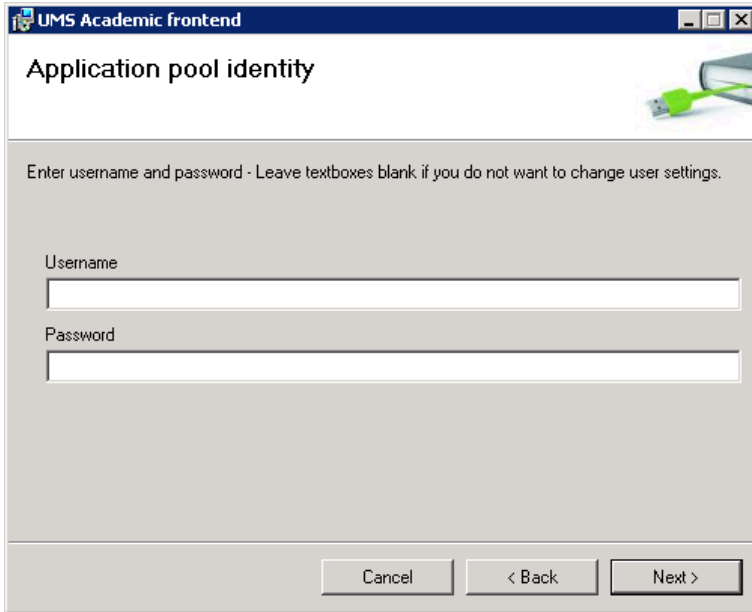 UMS Academic frontend
Application pool identity
Enter username and password - Leave textboxes blank if you do not want to change user settings.
Username
Password
Cancel
< Back
Next >